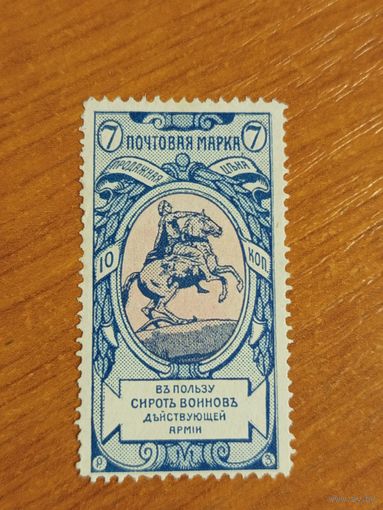 7 ПОЧТОВАЯ МАРКА 7
ПРОДАЖНАЯ ЦѢНА
10 КОП.
ВЪ ПОЛЬЗУ
СИРОТЪ ВОИНОВЪ
ДѢЙСТВУЮЩЕЙ
АРМІИ
Р М З